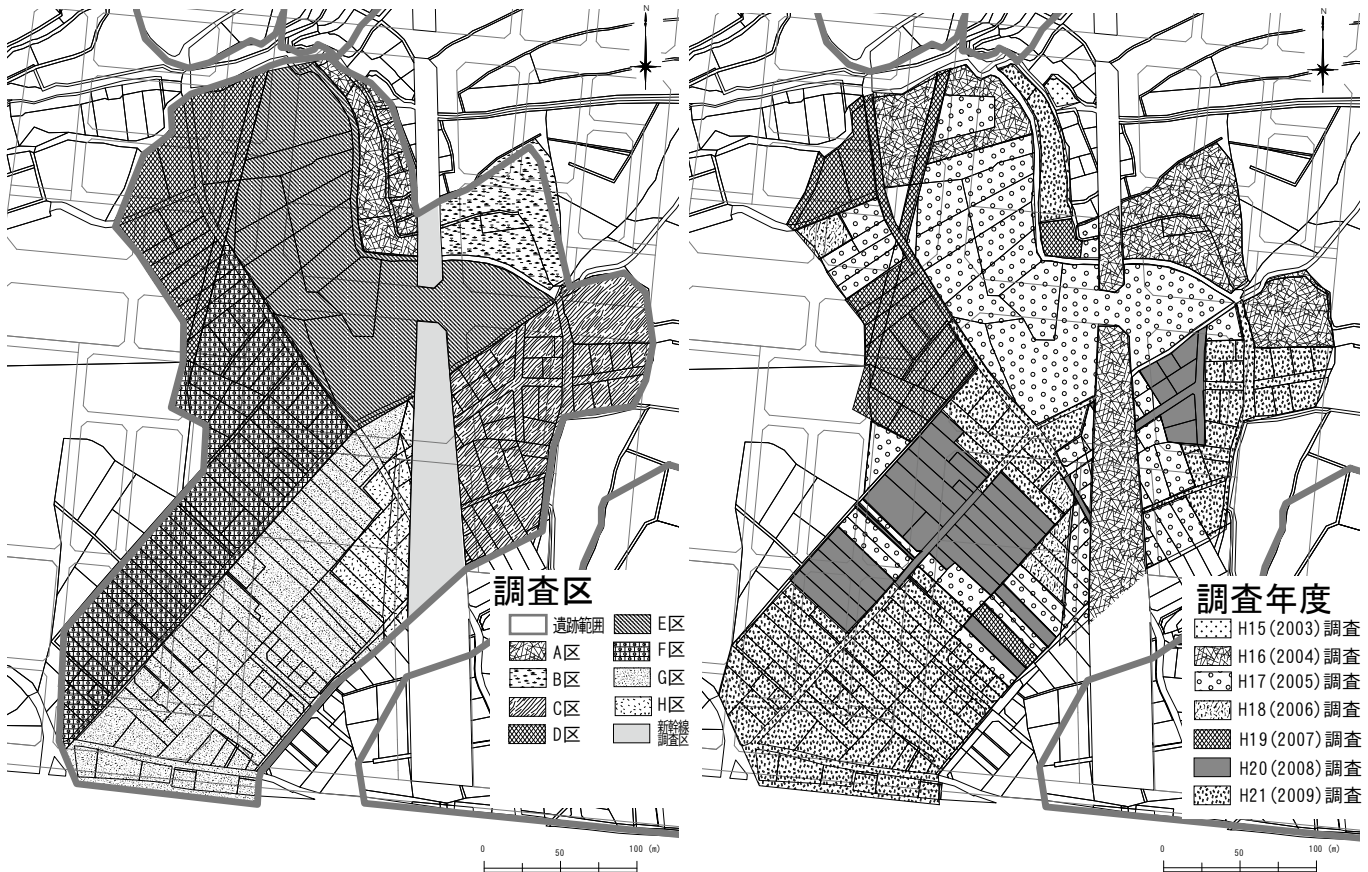 N
調査区
遺跡範囲
A区
B区
C区
D区
E区
F区
G区
H区
新幹線
調査区
0 50 100 (m)
N
調査年度
H15(2003)調査
H16(2004)調査
H17(2005)調査
H18(2006)調査
H19(2007)調査
H20(2008)調査
H21(2009)調査
0 50 100 (m)